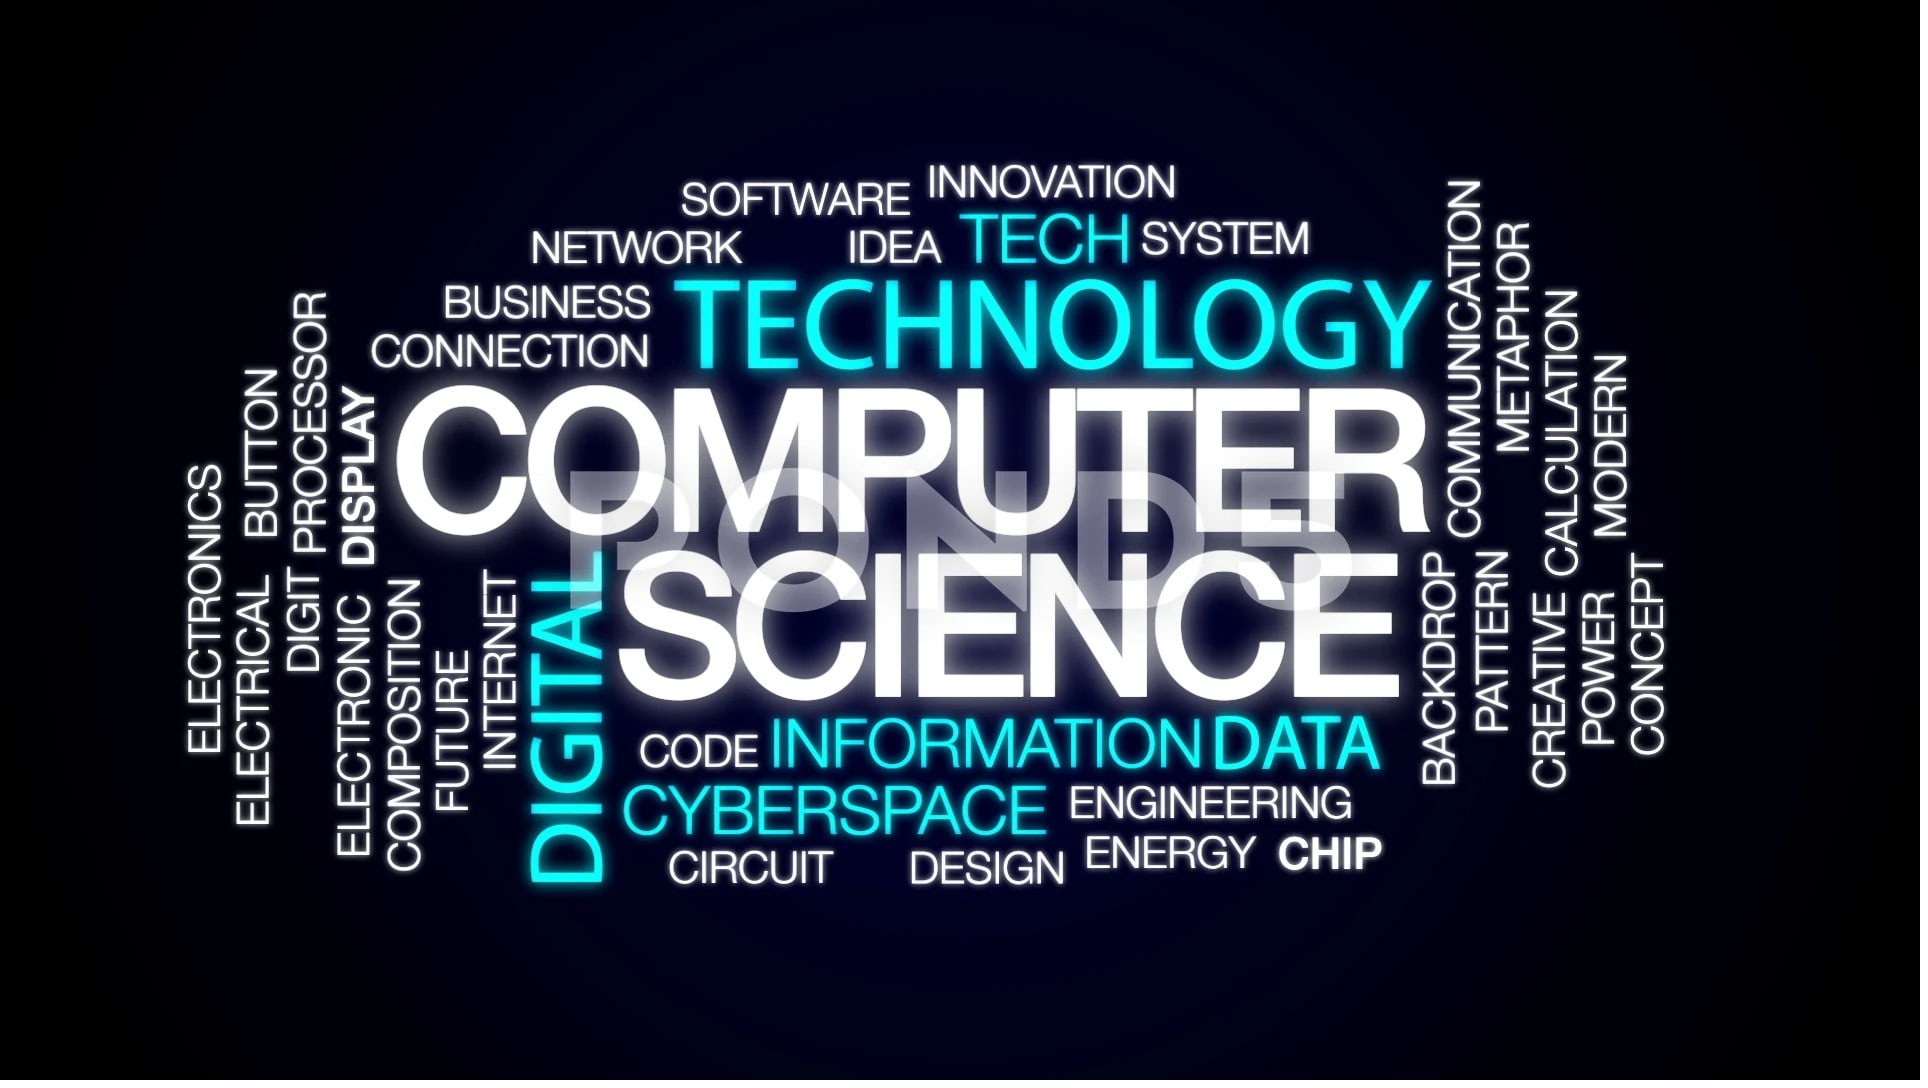 INNOVATION
SOFTWARE
NETWORK IDEA TECH SYSTEM
BUSINESS TECHNOLOGY
CONNECTION
COMPUTER
SCIENCE
POND5
ELECTRONICS
BUTTON
ELECTRICAL
PROCESSOR
DIGIT
DISPLAY
ELECTRONIC
COMPOSITION
FUTURE
INTERNET
DIGITAL
CODE INFORMATION DATA
CYBERSPACE ENGINEERING
CIRCUIT DESIGN ENERGY CHIP
COMMUNICATION
BACKDROP
METAPHOR
PATTERN
CALCULATION
CREATIVE
MODERN
POWER
CONCEPT